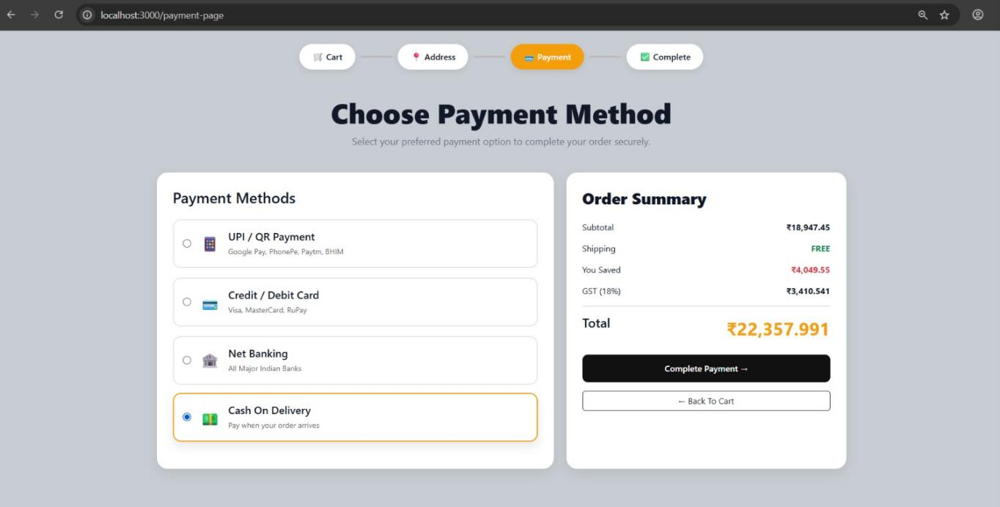 localhost:3000/payment-page
Cart
Address
Payment
Complete
Choose Payment Method
Select your preferred payment option to complete your order securely.
Payment Methods
UPI / QR Payment
Google Pay, PhonePe, Paytm, BHIM
Credit / Debit Card
Visa, MasterCard, RuPay
Net Banking
All Major Indian Banks
Cash On Delivery
Pay when your order arrives
Order Summary
Subtotal ₹18,947.45
Shipping FREE
You Saved ₹4,049.55
GST (18%) ₹3,410.541
Total ₹22,357.991
Complete Payment →
← Back To Cart